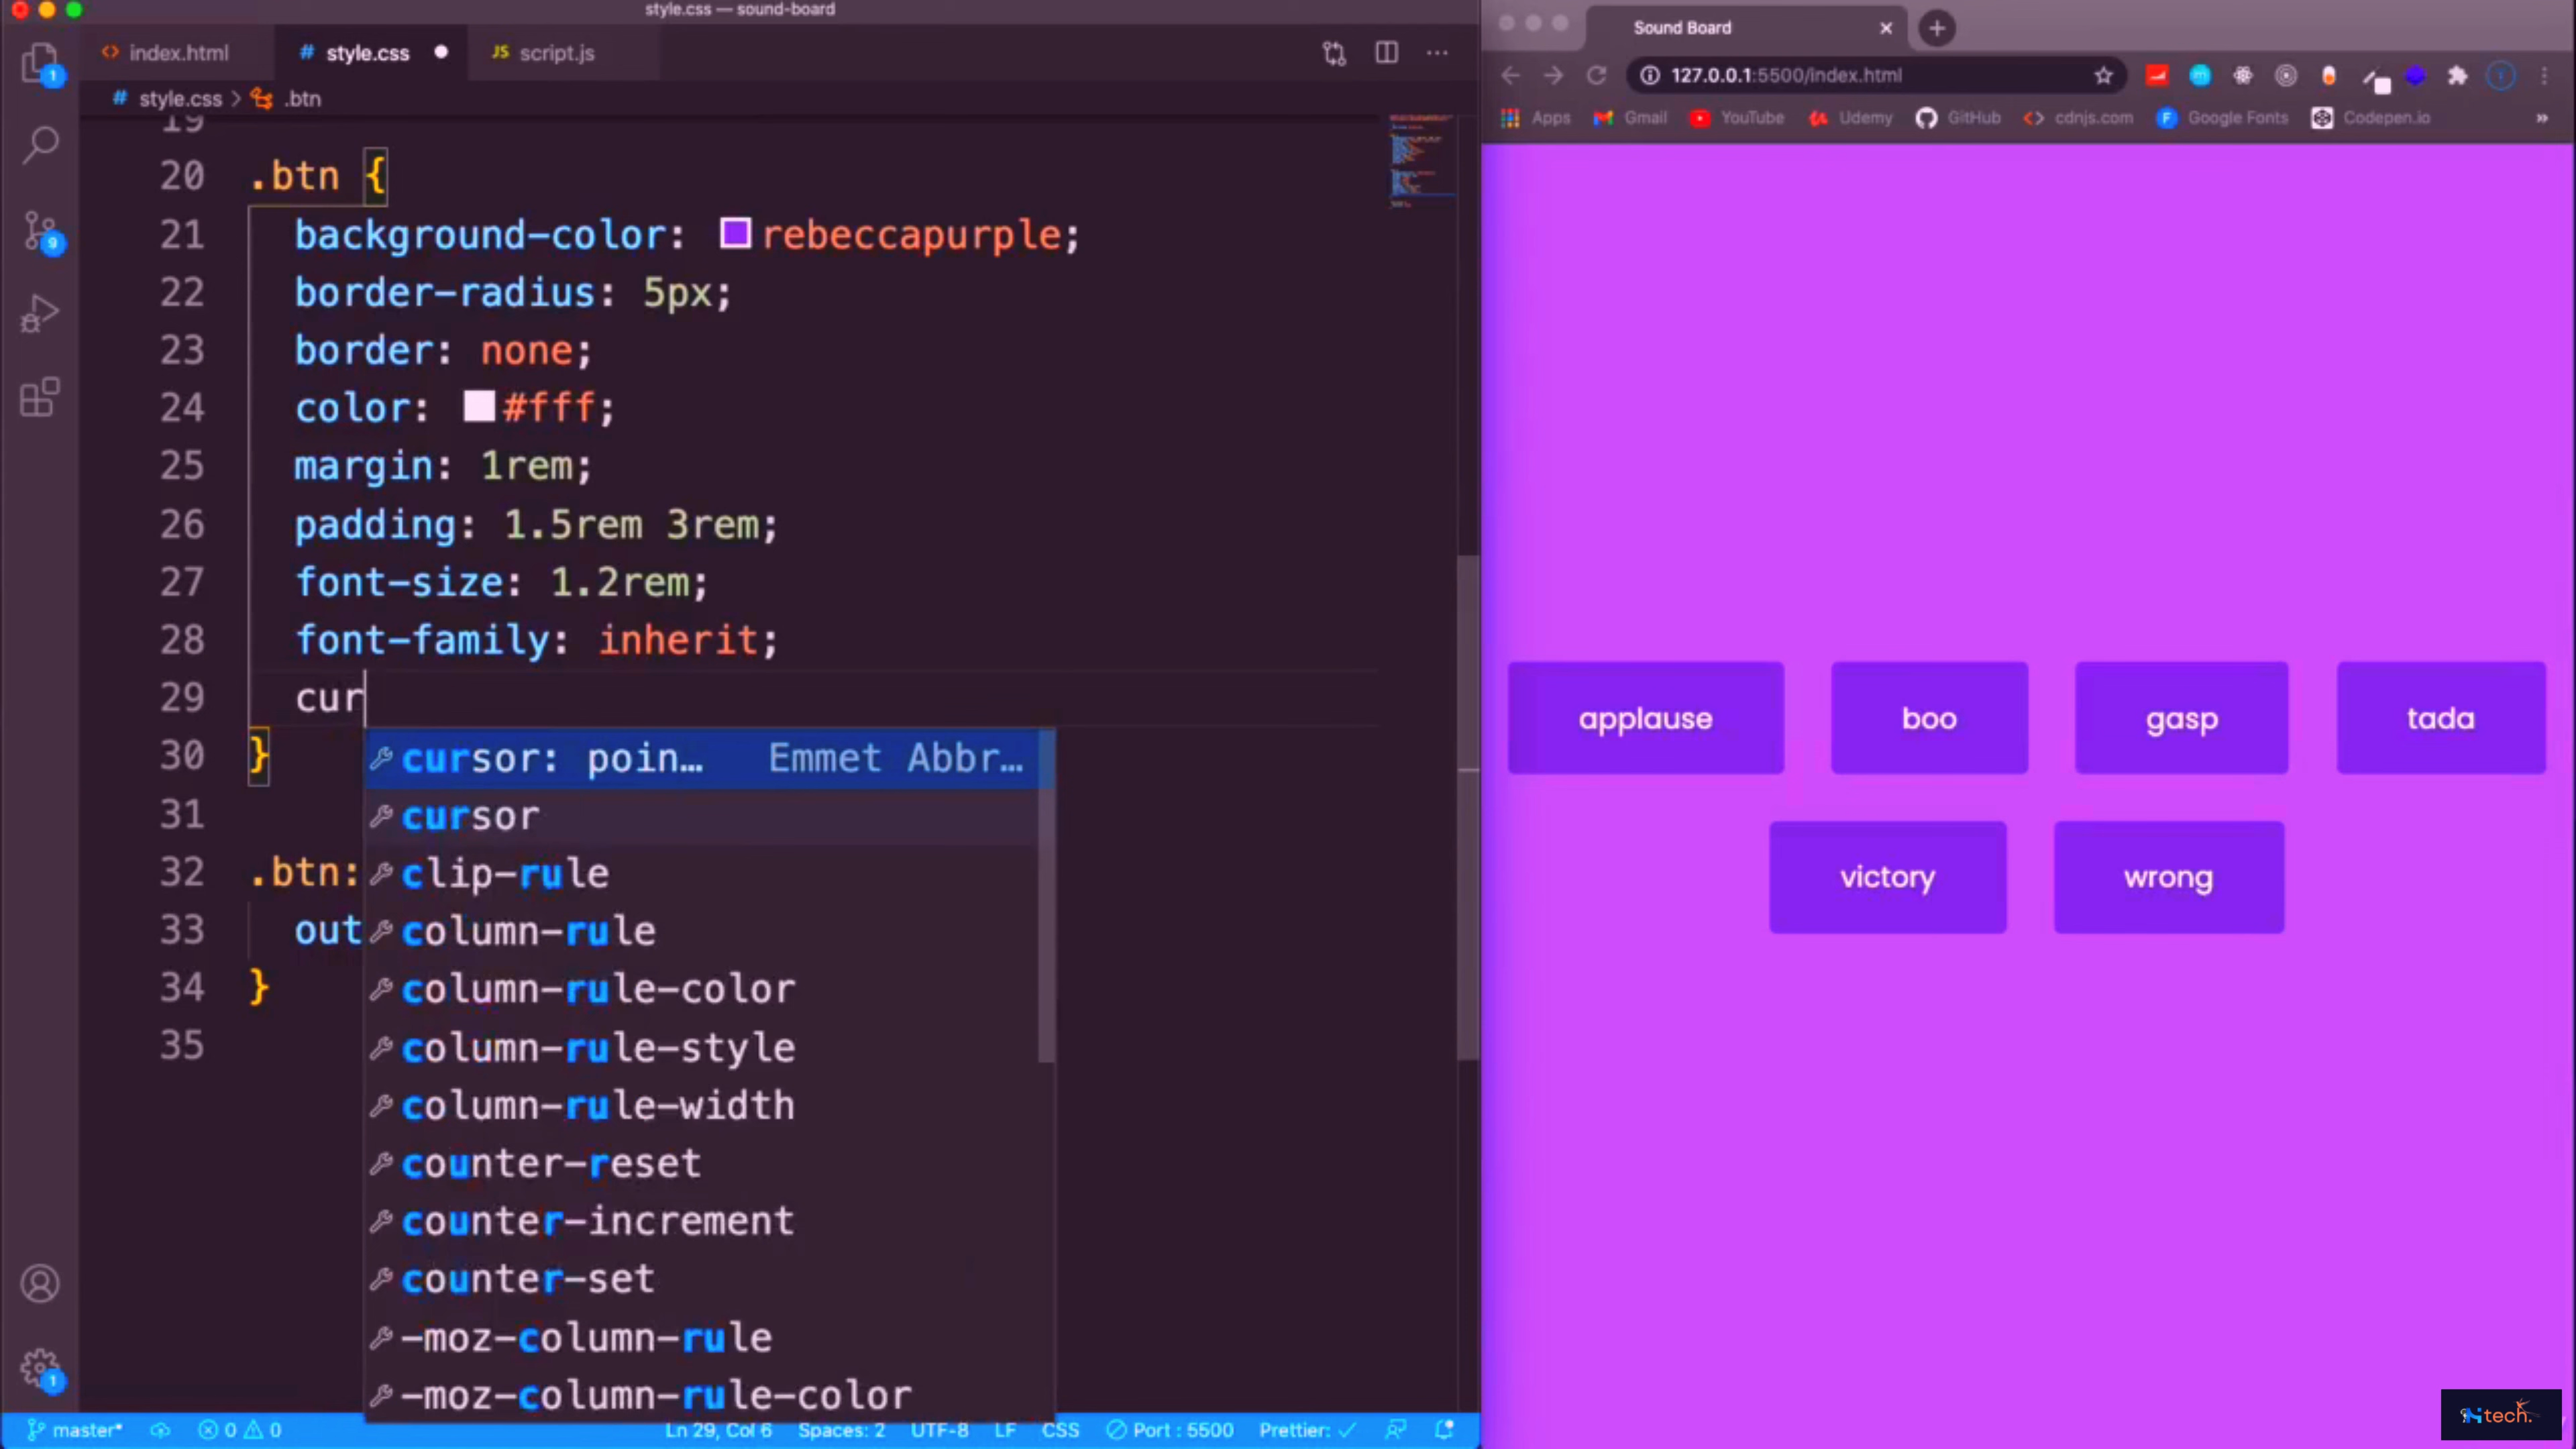 style.css — sound-board
index.html
# style.css
JS script.js
# style.css > .btn
19
20 .btn {
21 background-color: rebeccapurple;
22 border-radius: 5px;
23 border: none;
24 color: #fff;
25 margin: 1rem;
26 padding: 1.5rem 3rem;
27 font-size: 1.2rem;
28 font-family: inherit;
29 cur
30 }
31
32 .btn:
33 out
34 }
35
cursor: poin… Emmet Abbr…
cursor
clip-rule
column-rule
column-rule-color
column-rule-style
column-rule-width
counter-reset
counter-increment
counter-set
-moz-column-rule
-moz-column-rule-color
1
9
1
master* 0 0 Ln 29, Col 6 Spaces: 2 UTF-8 LF CSS Port : 5500 Prettier: ✓
Sound Board
127.0.0.1:5500/index.html
Apps Gmail YouTube Udemy GitHub cdnjs.com Google Fonts Codepen.io »
applause boo gasp tada
victory wrong
tech.